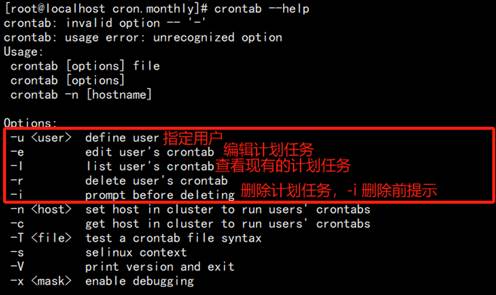 [root@localhost cron.monthly]# crontab --help
crontab: invalid option -- '-'
crontab: usage error: unrecognized option
Usage:
crontab [options] file
crontab [options]
crontab -n [hostname]
Options:
-u <user> define user 指定用户
-e edit user's crontab 编辑计划任务
-l list user's crontab 查看现有的计划任务
-r delete user's crontab
-i prompt before deleting 删除计划任务，-i 删除前提示
-n <host> set host in cluster to run users' crontabs
-c get host in cluster to run users' crontabs
-T <file> test a crontab file syntax
-s selinux context
-V print version and exit
-x <mask> enable debugging